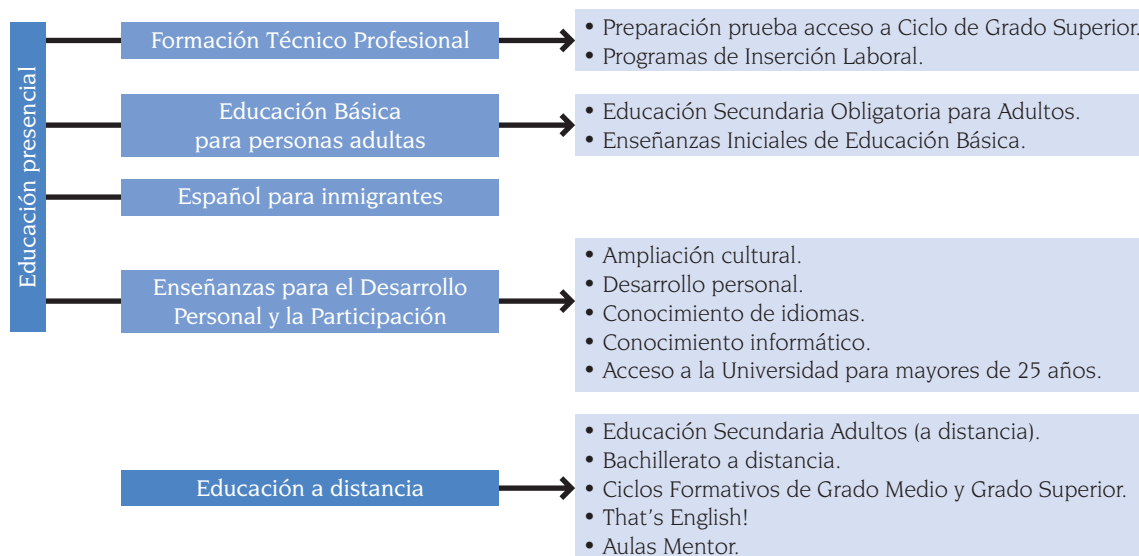 Educación presencial
Formación Técnico Profesional
• Preparación prueba acceso a Ciclo de Grado Superior.
• Programas de Inserción Laboral.
Educación Básica
para personas adultas
• Educación Secundaria Obligatoria para Adultos.
• Enseñanzas Iniciales de Educación Básica.
Español para inmigrantes
Enseñanzas para el Desarrollo
Personal y la Participación
• Ampliación cultural.
• Desarrollo personal.
• Conocimiento de idiomas.
• Conocimiento informático.
• Acceso a la Universidad para mayores de 25 años.
Educación a distancia
• Educación Secundaria Adultos (a distancia).
• Bachillerato a distancia.
• Ciclos Formativos de Grado Medio y Grado Superior.
• That’s English!
• Aulas Mentor.